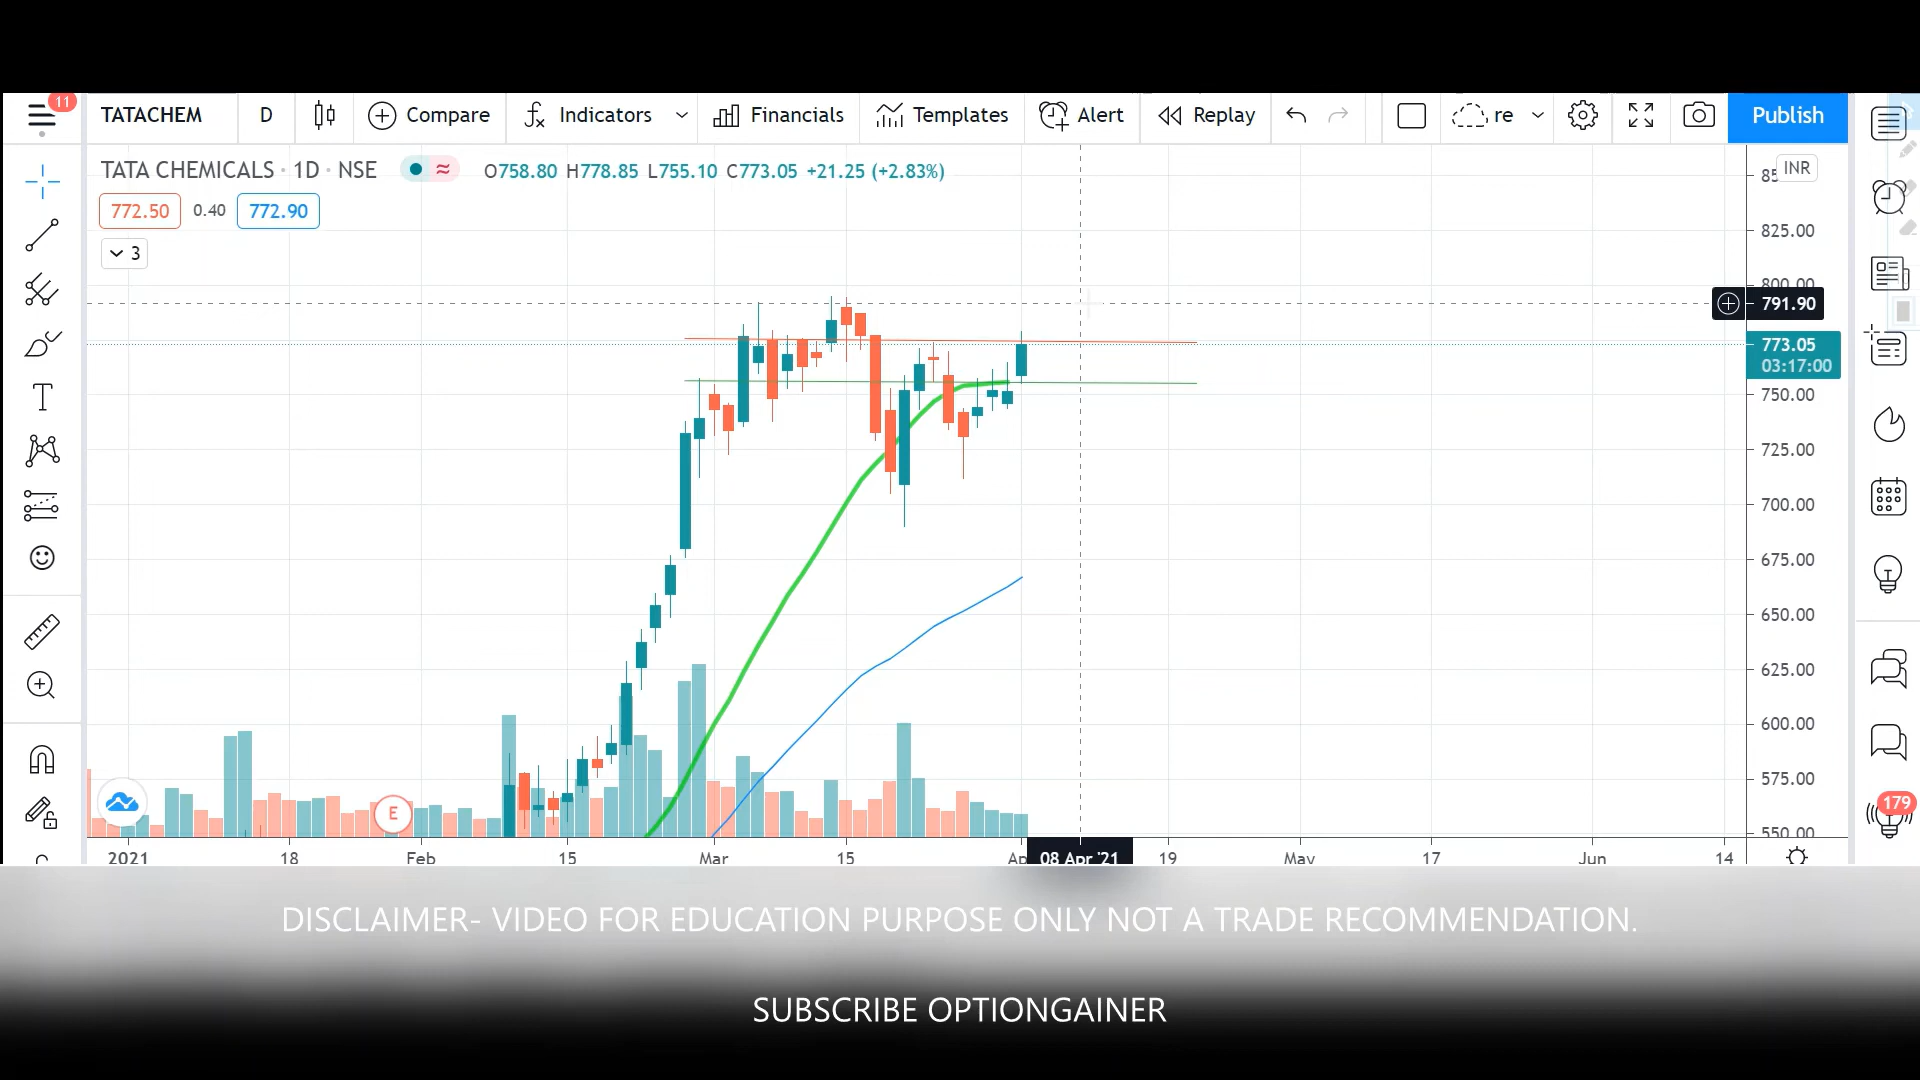 11
TATACHEM D Compare Indicators Financials Templates Alert Replay re Publish
TATA CHEMICALS · 1D · NSE O758.80 H778.85 L755.10 C773.05 +21.25 (+2.83%)
INR
772.50 0.40 772.90
3
825.00
800.00
791.90
773.05
03:17:00
750.00
725.00
700.00
675.00
650.00
625.00
600.00
575.00
550.00
E
179
2021 18 Feb 15 Mar 15 08 Apr '21 19 May 17 Jun 14
DISCLAIMER- VIDEO FOR EDUCATION PURPOSE ONLY NOT A TRADE RECOMMENDATION.
SUBSCRIBE OPTIONGAINER